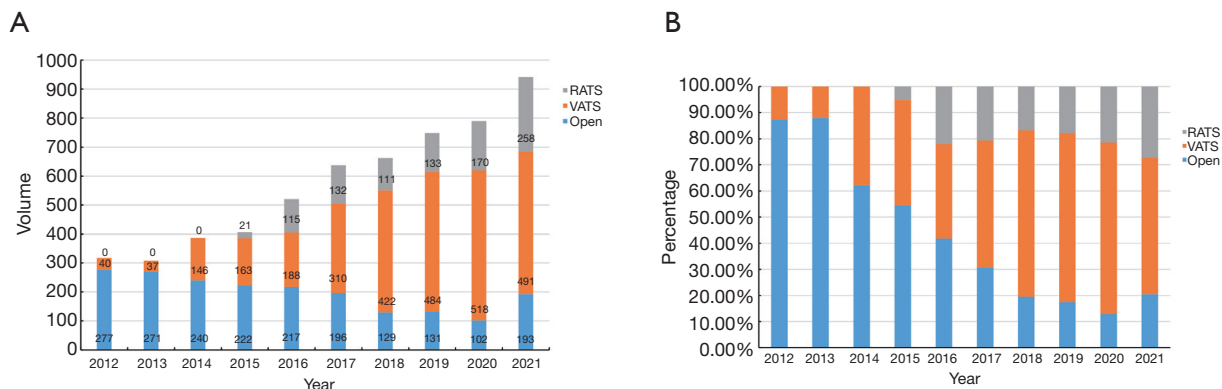 A
1000
900
800
700
600
500
400
300
200
100
0
Volume
0 0 0 21 115 132 111 133 170 258
40 37 146 163 188 310 422 484 518 491
277 271 240 222 217 196 129 131 102 193
2012 2013 2014 2015 2016 2017 2018 2019 2020 2021
Year
RATS
VATS
Open
B
100.00%
90.00%
80.00%
70.00%
60.00%
50.00%
40.00%
30.00%
20.00%
10.00%
0.00%
Percentage
2012 2013 2014 2015 2016 2017 2018 2019 2020 2021
Year
RATS
VATS
Open